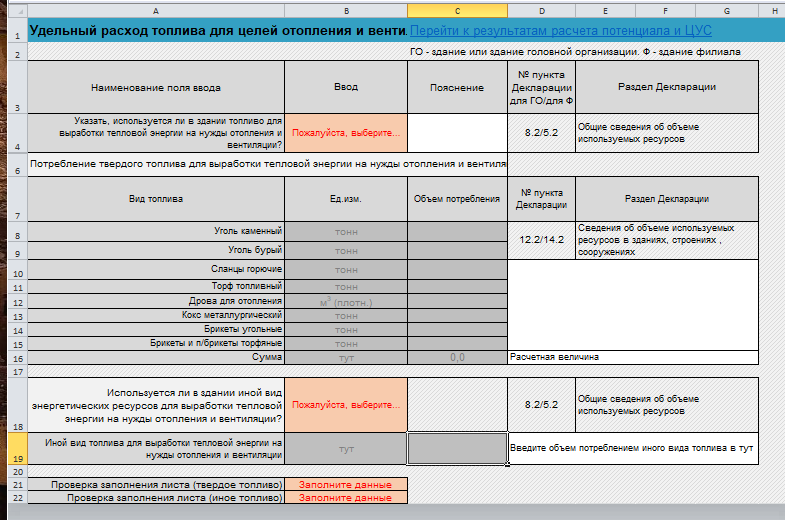 A B C D E F G H
1 Удельный расход топлива для целей отопления и венти. Перейти к результатам расчета потенциала и ЦУС
2 ГО - здание или здание головной организации. Ф - здание филиала
3 Наименование поля ввода Ввод Пояснение № пункта Декларации для ГО/для Ф Раздел Декларации
4 Указать, используется ли в здании топливо для выработки тепловой энергии на нужды отопления и вентиляции? Пожалуйста, выберите... 8.2/5.2 Общие сведения об объеме используемых ресурсов
6 Потребление твердого топлива для выработки тепловой энергии на нужды отопления и вентиля
7 Вид топлива Ед.изм. Объем потребления № пункта Декларации Раздел Декларации
8 Уголь каменный тонн 12.2/14.2 Сведения об объеме используемых ресурсов в зданиях, строениях , сооружениях
9 Уголь бурый тонн
10 Сланцы горючие тонн
11 Торф топливный тонн
12 Дрова для отопления м³ (плотн.)
13 Кокс металлургический тонн
14 Брикеты угольные тонн
15 Брикеты и п/брикеты торфяные тонн
16 Сумма тут 0,0 Расчетная величина
17
18 Используется ли в здании иной вид энергетических ресурсов для выработки тепловой энергии на нужды отопления и вентиляции? Пожалуйста, выберите... 8.2/5.2 Общие сведения об объеме используемых ресурсов
19 Иной вид топлива для выработки тепловой энергии на нужды отопления и вентиляции тут Введите объем потреблением иного вида топлива в тут
20
21 Проверка заполнения листа (твердое топливо) Заполните данные
22 Проверка заполнения листа (иное топливо) Заполните данные